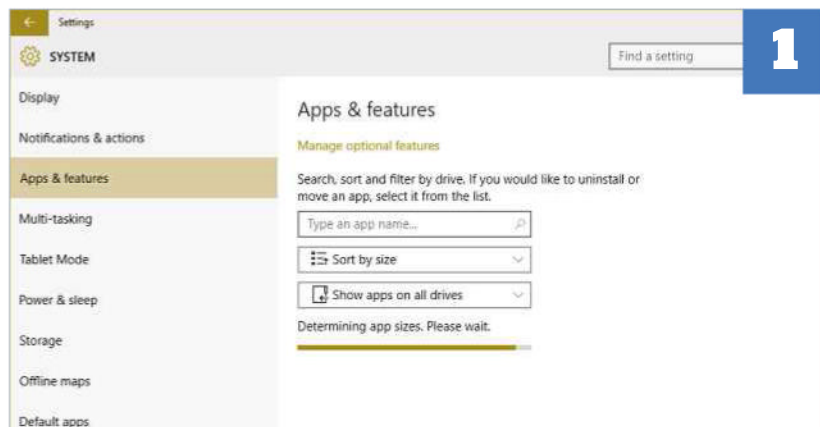 Settings
SYSTEM
Find a setting
1
Display
Notifications & actions
Apps & features
Multi-tasking
Tablet Mode
Power & sleep
Storage
Offline maps
Default apps
Apps & features
Manage optional features
Search, sort and filter by drive. If you would like to uninstall or
move an app, select it from the list.
Type an app name...
Sort by size
Show apps on all drives
Determining app sizes. Please wait.